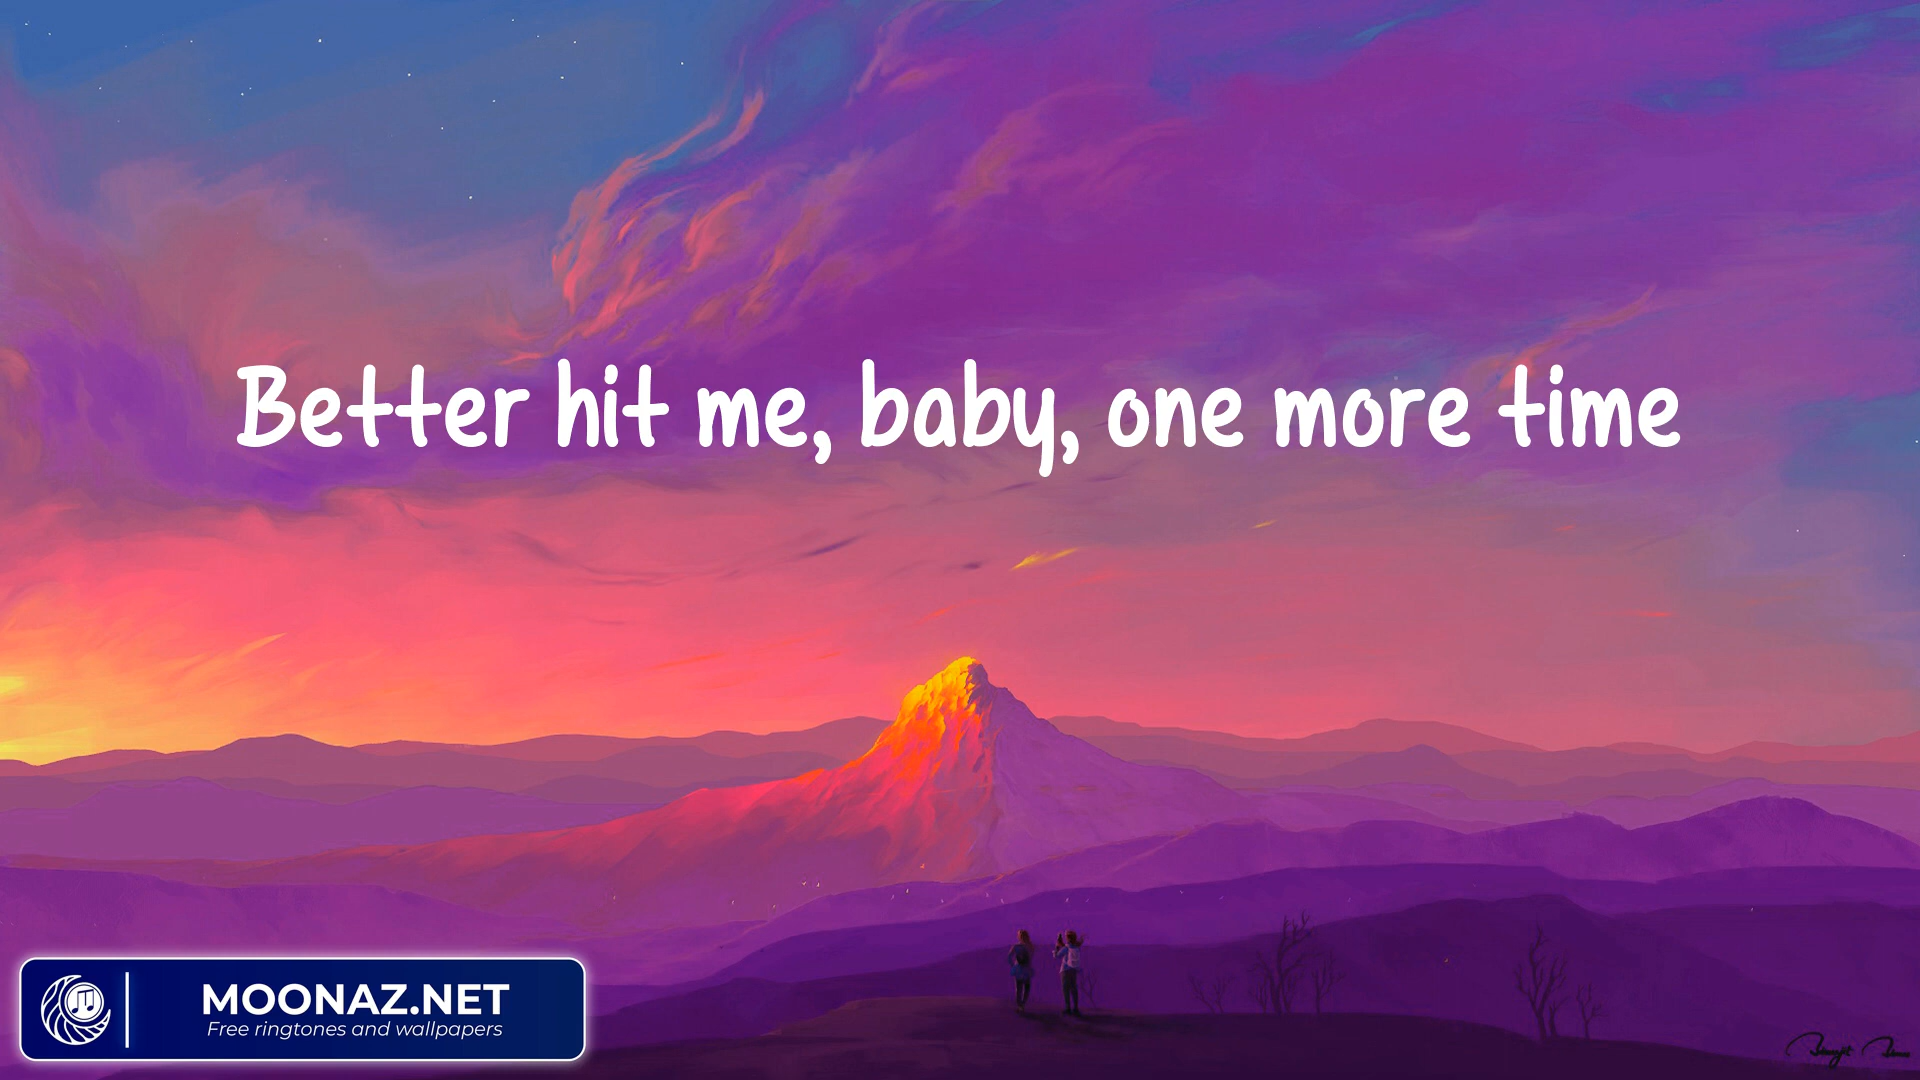 Better hit me, baby, one more time
MOONAZ.NET
Free ringtones and wallpapers